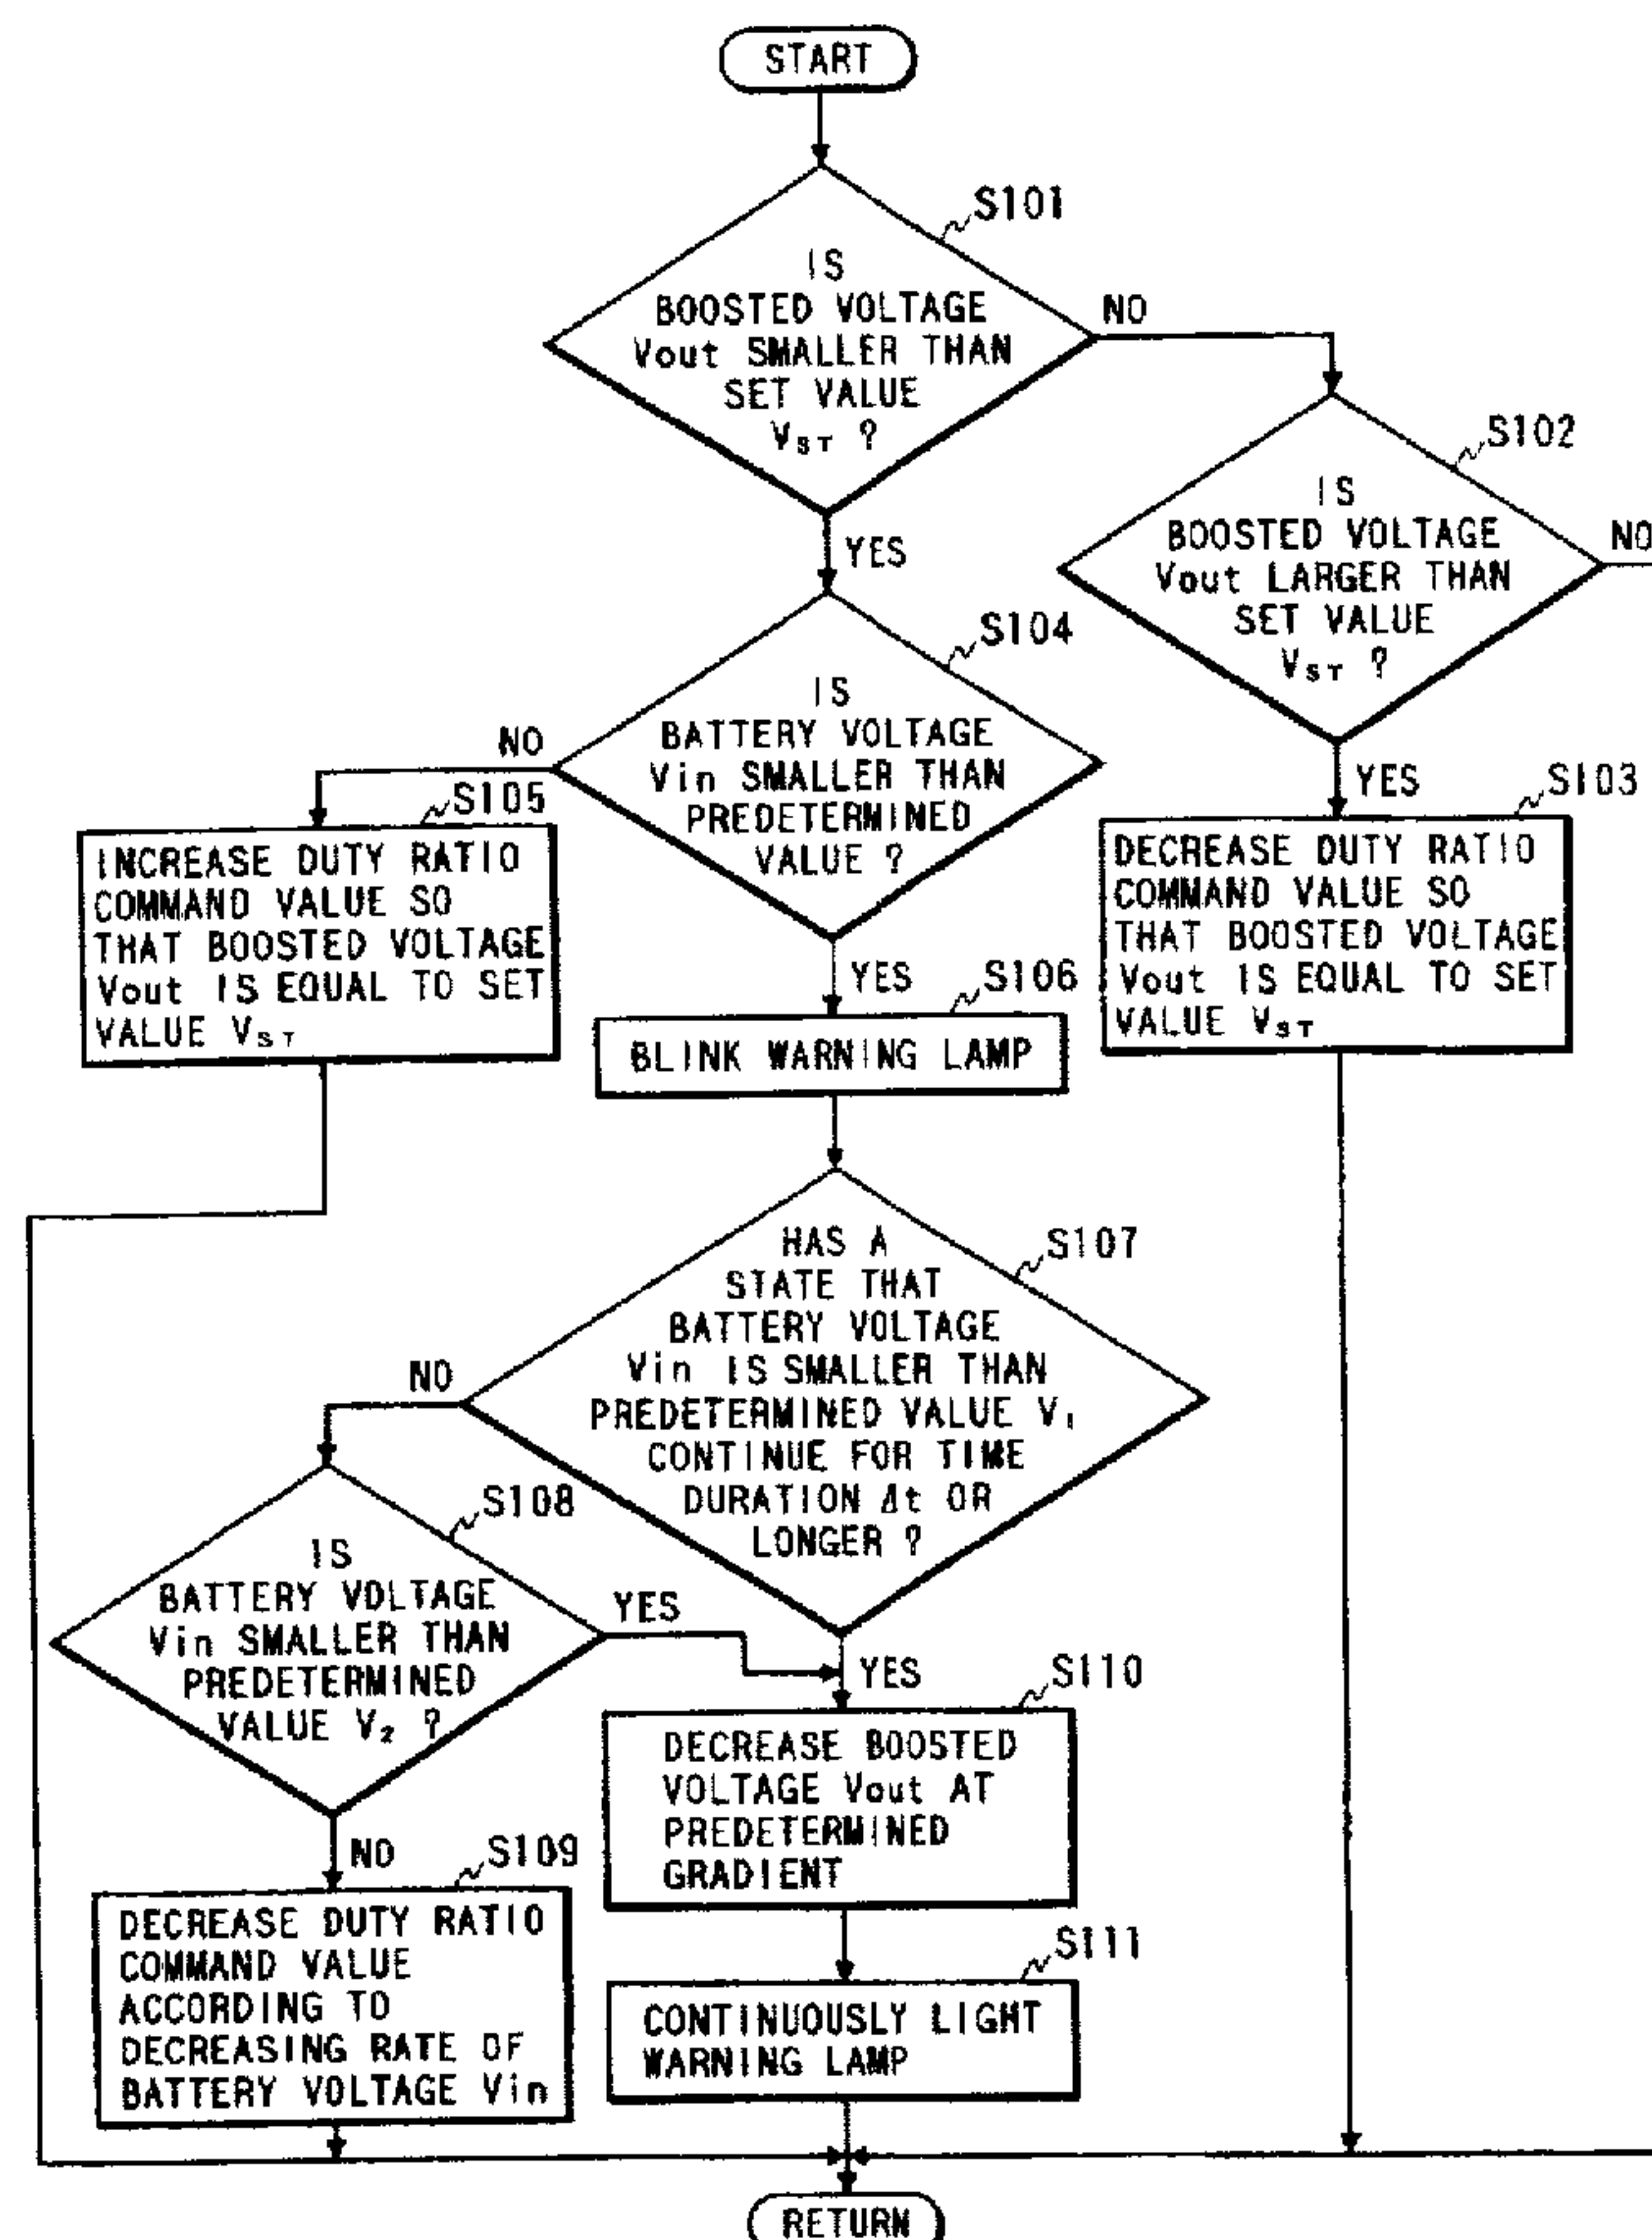 START
S101
IS
BOOSTED VOLTAGE
Vout SMALLER THAN
SET VALUE
VST ?
NO
YES
S102
IS
BOOSTED VOLTAGE
Vout LARGER THAN
SET VALUE
VST ?
NO
YES
S103
DECREASE DUTY RATIO
COMMAND VALUE SO
THAT BOOSTED VOLTAGE
Vout IS EQUAL TO SET
VALUE VST
S104
IS
BATTERY VOLTAGE
Vin SMALLER THAN
PREDETERMINED
VALUE ?
NO
YES
S105
INCREASE DUTY RATIO
COMMAND VALUE SO
THAT BOOSTED VOLTAGE
Vout IS EQUAL TO SET
VALUE VST
S106
BLINK WARNING LAMP
S107
HAS A
STATE THAT
BATTERY VOLTAGE
Vin IS SMALLER THAN
PREDETERMINED VALUE V1
CONTINUE FOR TIME
DURATION Δt OR
LONGER ?
NO
YES
S108
IS
BATTERY VOLTAGE
Vin SMALLER THAN
PREDETERMINED
VALUE V2 ?
YES
NO
S109
DECREASE DUTY RATIO
COMMAND VALUE
ACCORDING TO
DECREASING RATE OF
BATTERY VOLTAGE Vin
S110
DECREASE BOOSTED
VOLTAGE Vout AT
PREDETERMINED
GRADIENT
S111
CONTINUOUSLY LIGHT
WARNING LAMP
RETURN